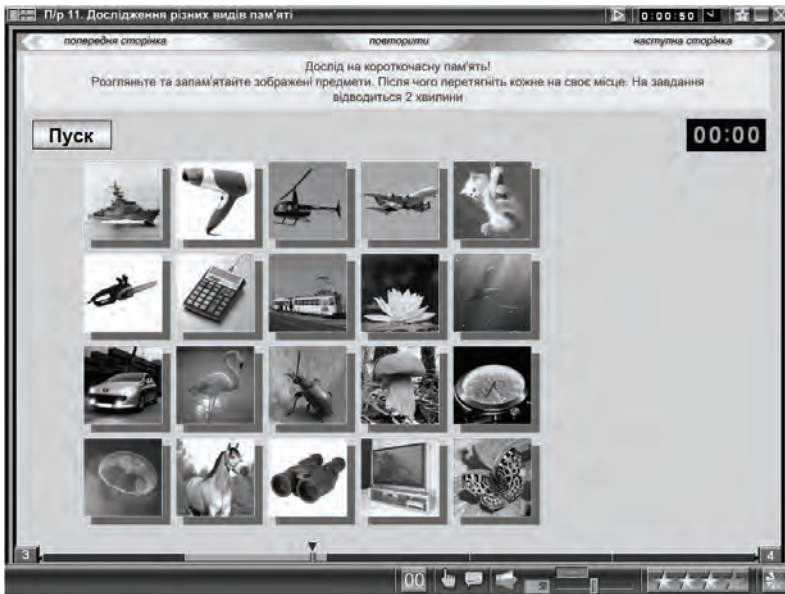 П/р 11. Дослідження різних видів пам'яті
0:00:50
попередня сторінка
повторити
наступна сторінка
Дослід на короткочасну пам'ять!
Розгляньте та запам'ятайте зображені предмети. Після чого перетягніть кожне на своє місце. На завдання
відводиться 2 хвилини
Пуск
00:00
3
4
00
50